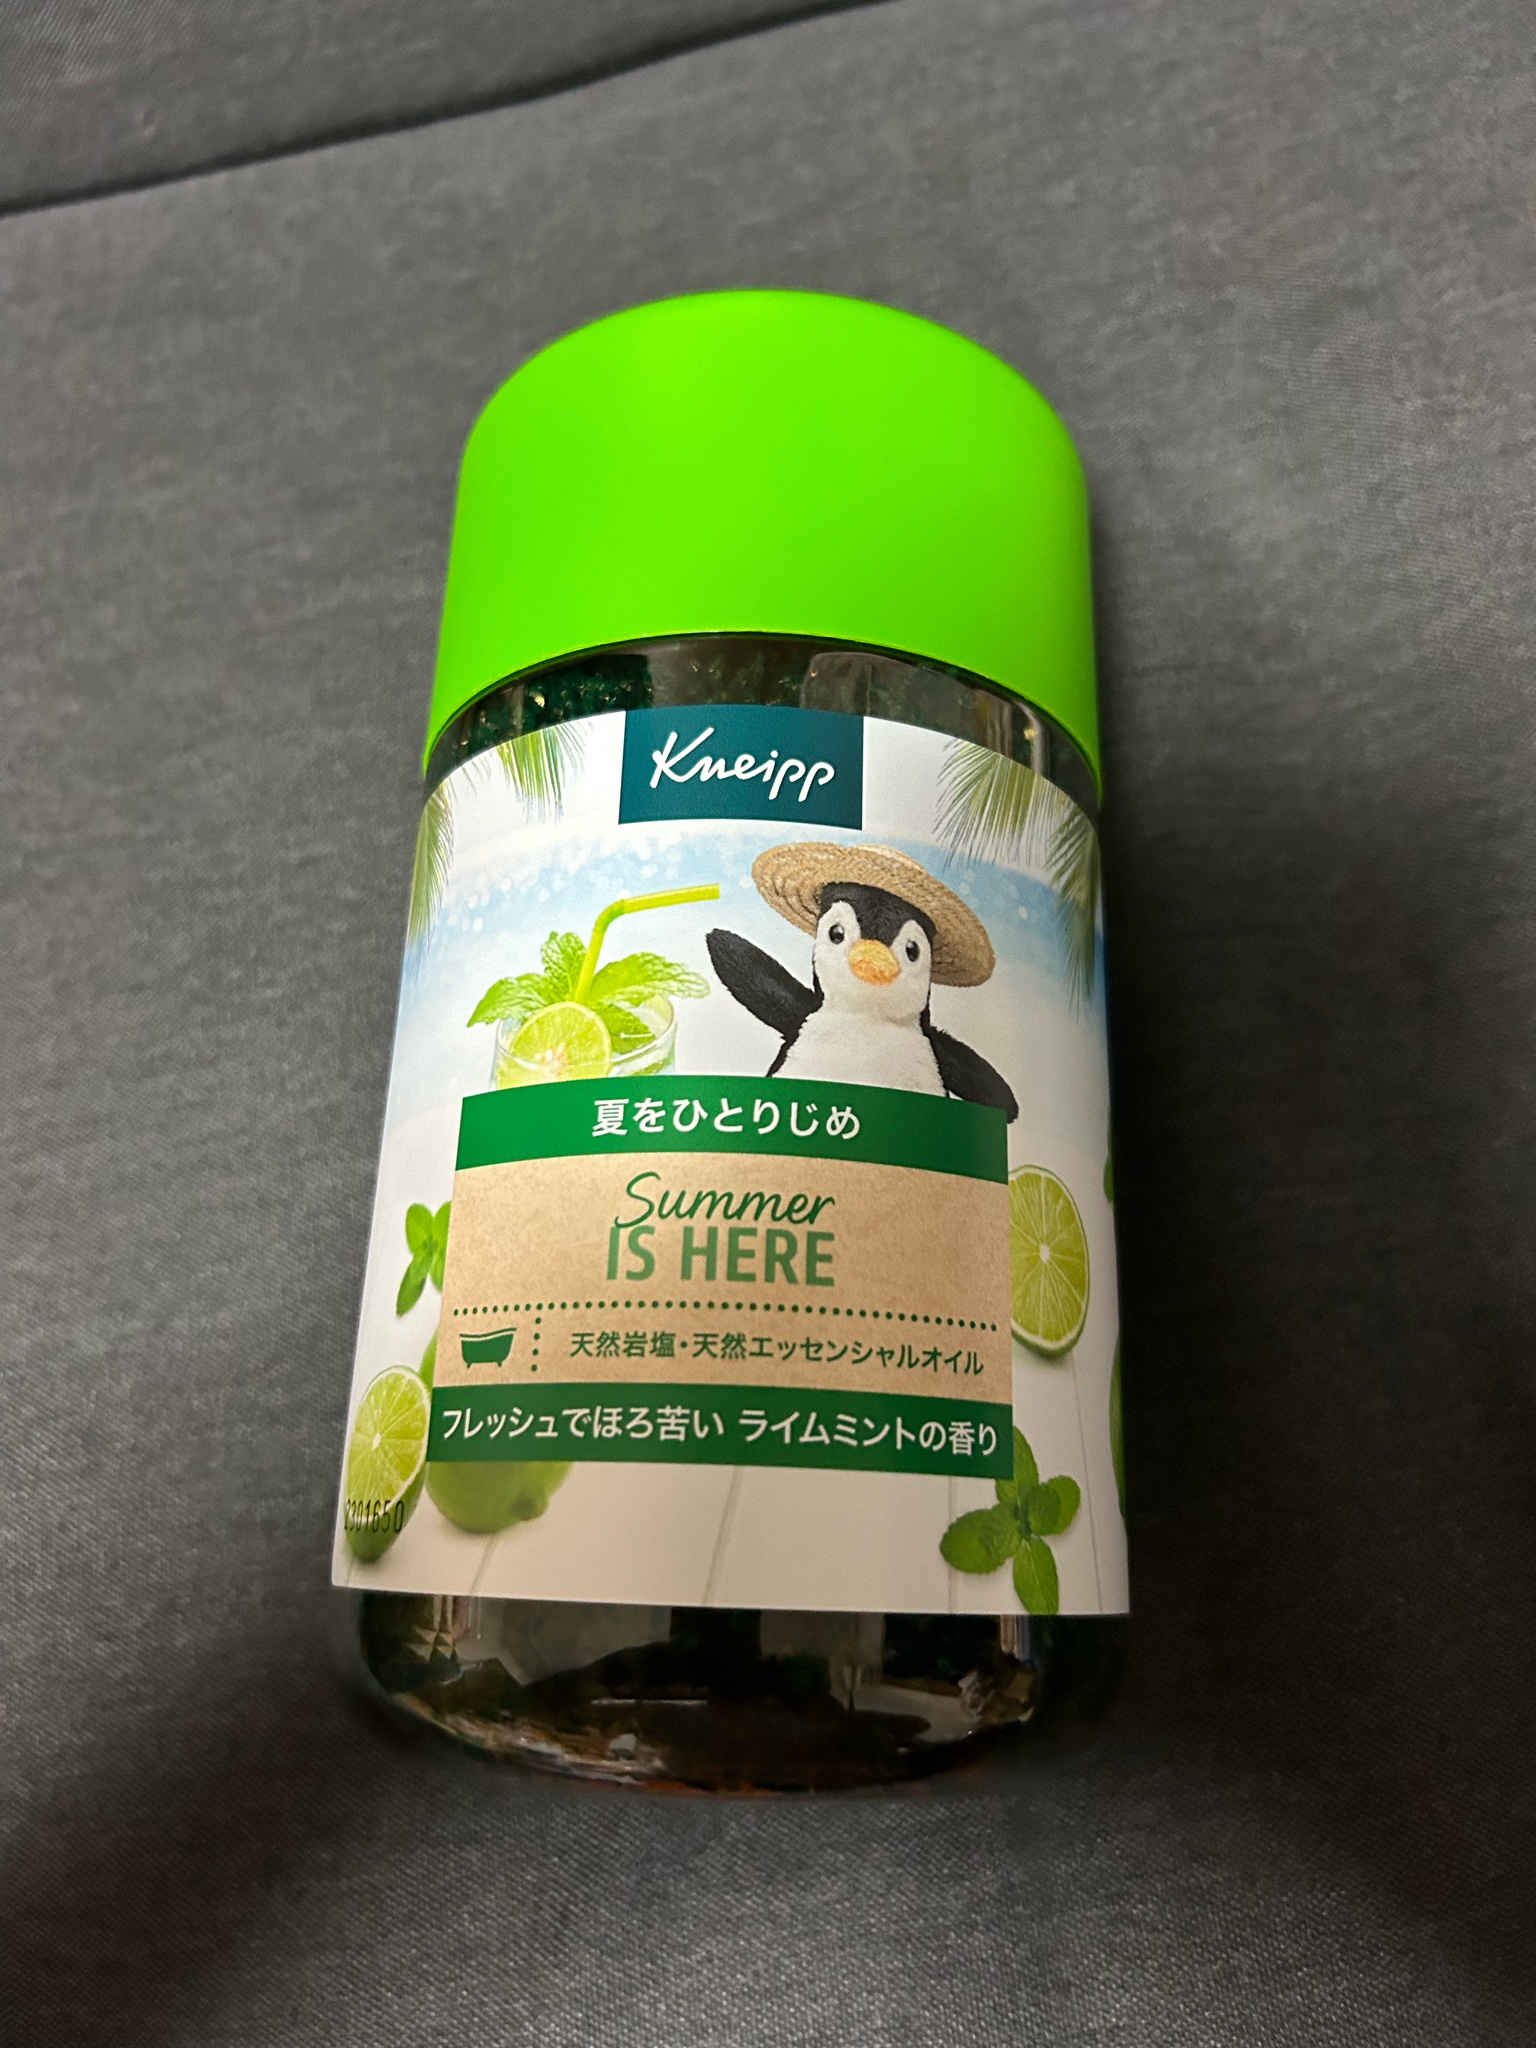 Kneipp
夏をひとりじめ
Summer
IS HERE
天然岩塩・天然エッセンシャルオイル
フレッシュでほろ苦い ライムミントの香り
2301650